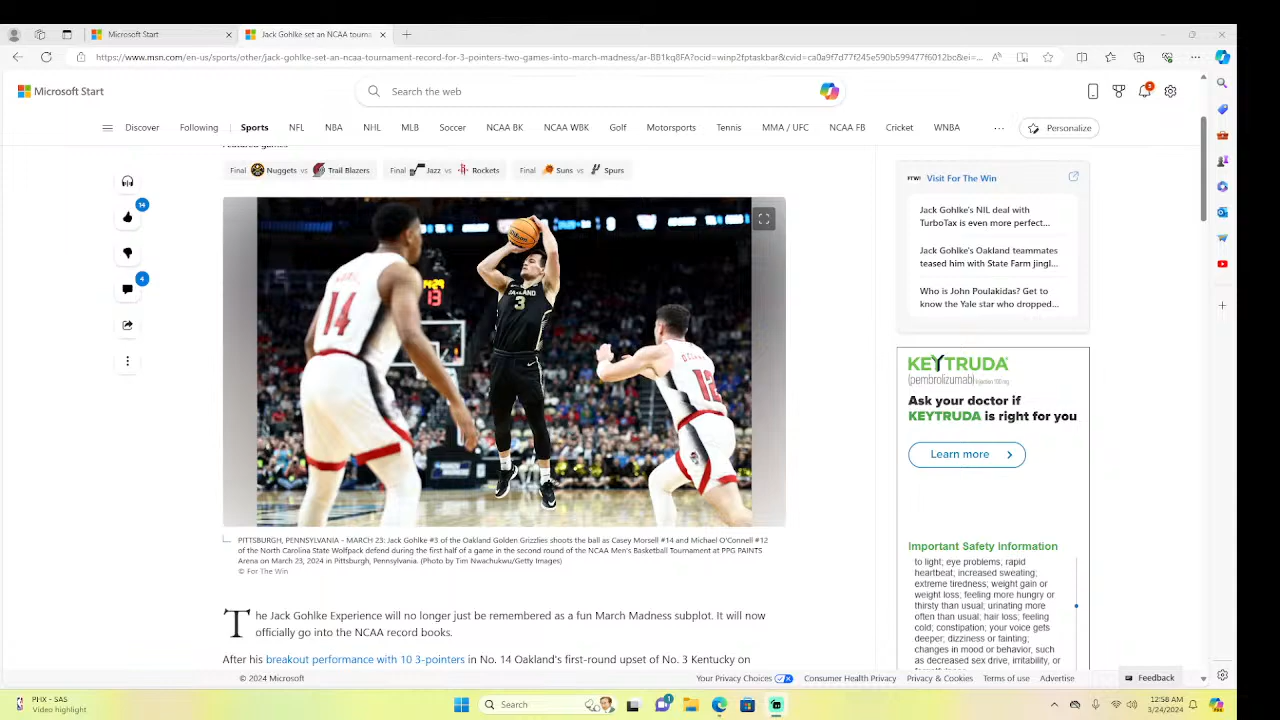 Microsoft Start
Jack Gohlke set an NCAA tourna
https://www.msn.com/en-us/sports/other/jack-gohlke-set-an-ncaa-tournament-record-for-3-pointers-two-games-into-march-madness/ar-BB1kq8FA?ocid=winp2fptaskbar&cvid=ca0a9f7d77f245e590b599477f6012bc&ei=...
Microsoft Start
Search the web
3
Discover Following Sports NFL NBA NHL MLB Soccer NCAA BK NCAA WBK Golf Motorsports Tennis MMA / UFC NCAA FB Cricket WNBA ... Personalize
Featured games
Final Nuggets vs Trail Blazers Final Jazz vs Rockets Final Suns vs Spurs
14
4
OAKLAND
3
14
12
13
FTW!
Visit For The Win
Jack Gohlke's NIL deal with
TurboTax is even more perfect...
Jack Gohlke's Oakland teammates
teased him with State Farm jingl...
Who is John Poulakidas? Get to
know the Yale star who dropped...
KEYTRUDA
(pembrolizumab) Injection 100 mg
Ask your doctor if
KEYTRUDA is right for you
Learn more
Important Safety Information
to light; eye problems, rapid
heartbeat, increased sweating;
extreme tiredness; weight gain or
weight loss; feeling more hungry or
thirsty than usual; urinating more
often than usual; hair loss; feeling
cold; constipation; your voice gets
deeper; dizziness or fainting;
changes in mood or behavior, such
as decreased sex drive, irritability, or
PITTSBURGH, PENNSYLVANIA - MARCH 23: Jack Gohlke #3 of the Oakland Golden Grizzlies shoots the ball as Casey Morsell #14 and Michael O'Connell #12
of the North Carolina State Wolfpack defend during the first half of a game in the second round of the NCAA Men's Basketball Tournament at PPG PAINTS
Arena on March 23, 2024 in Pittsburgh, Pennsylvania. (Photo by Tim Nwachukwu/Getty Images)
© For The Win
The Jack Gohlke Experience will no longer just be remembered as a fun March Madness subplot. It will now
officially go into the NCAA record books.
After his breakout performance with 10 3-pointers in No. 14 Oakland's first-round upset of No. 3 Kentucky on
© 2024 Microsoft
Your Privacy Choices Consumer Health Privacy Privacy & Cookies Terms of use Advertise Feedback
PHX - SAS
Video highlight
Search
1
12:58 AM
3/24/2024